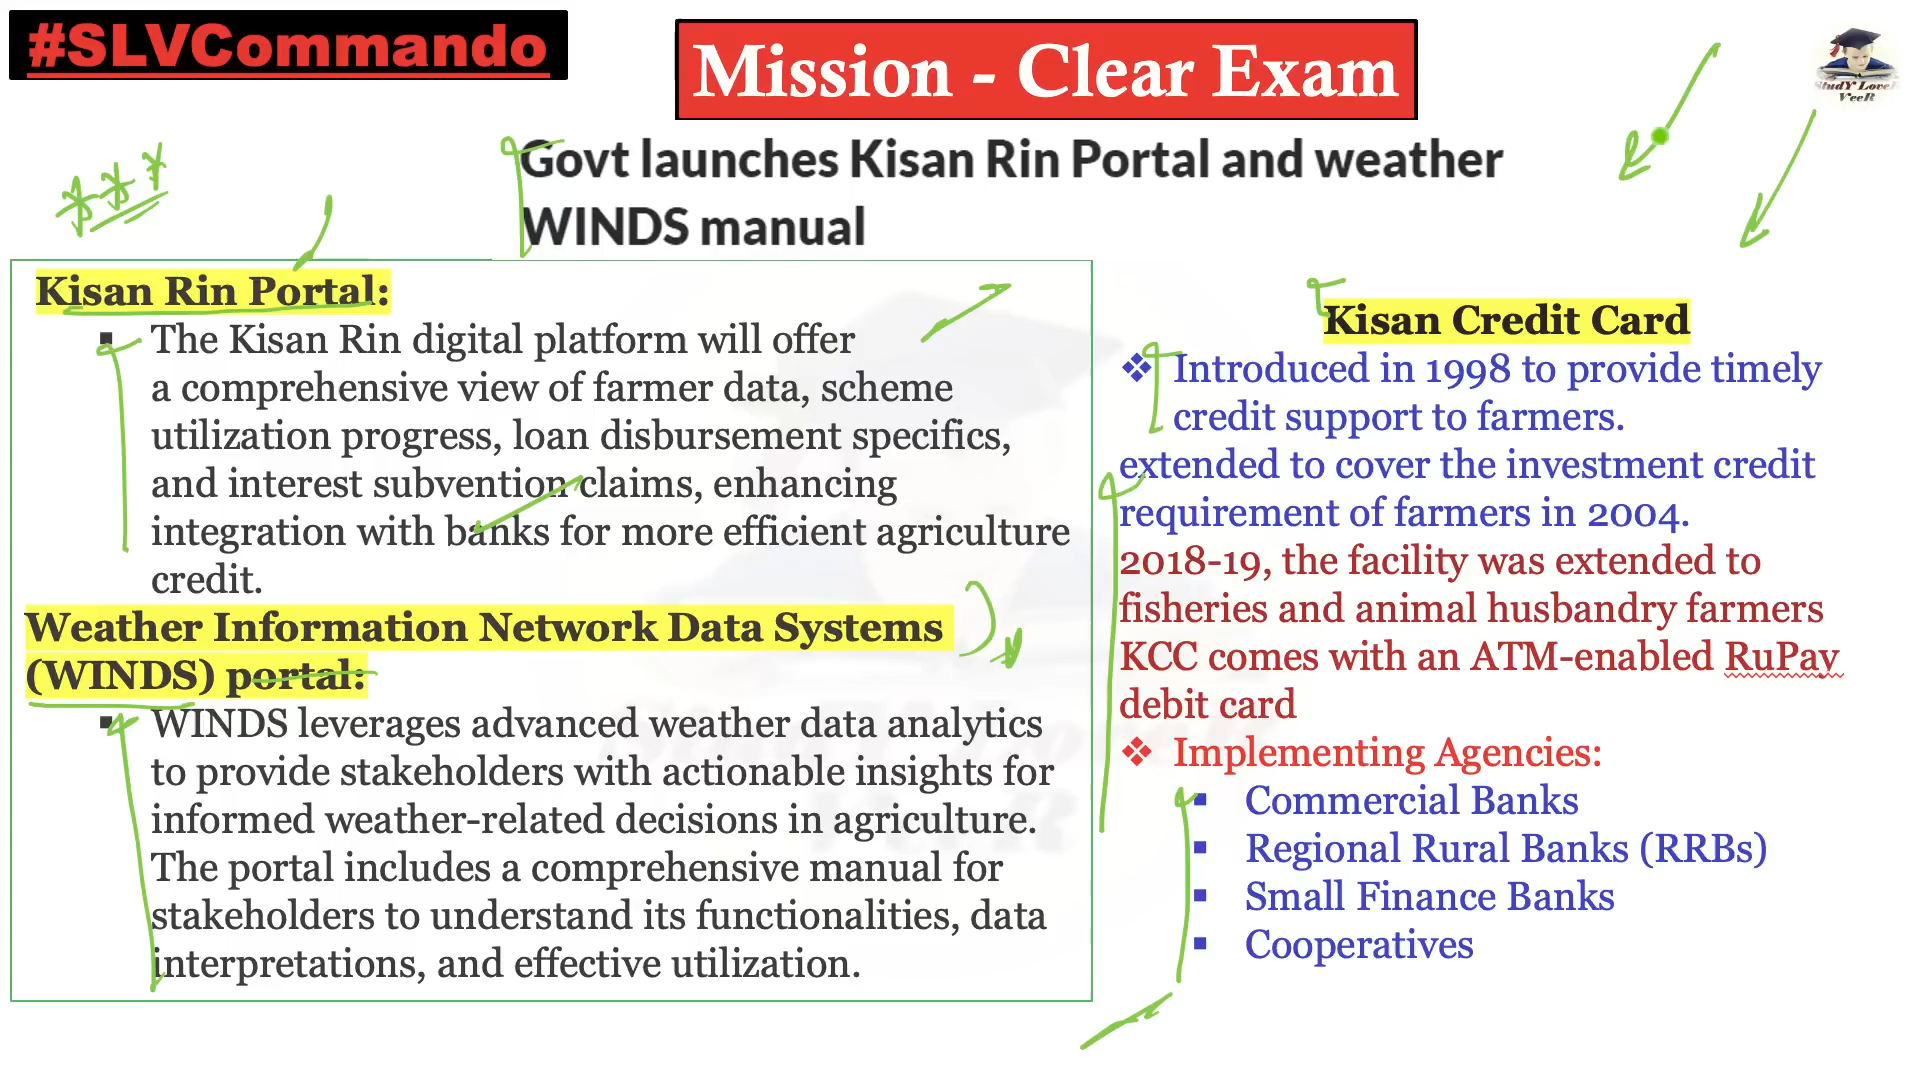 #SLVCommando
Mission - Clear Exam
StudY LoveR
VeeR
Govt launches Kisan Rin Portal and weather
WINDS manual
Kisan Rin Portal:
▪ The Kisan Rin digital platform will offer
a comprehensive view of farmer data, scheme
utilization progress, loan disbursement specifics,
and interest subvention claims, enhancing
integration with banks for more efficient agriculture
credit.
Weather Information Network Data Systems
(WINDS) portal:
▪ WINDS leverages advanced weather data analytics
to provide stakeholders with actionable insights for
informed weather-related decisions in agriculture.
The portal includes a comprehensive manual for
stakeholders to understand its functionalities, data
interpretations, and effective utilization.
Kisan Credit Card
❖ Introduced in 1998 to provide timely
credit support to farmers.
extended to cover the investment credit
requirement of farmers in 2004.
2018-19, the facility was extended to
fisheries and animal husbandry farmers
KCC comes with an ATM-enabled RuPay
debit card
❖ Implementing Agencies:
▪ Commercial Banks
▪ Regional Rural Banks (RRBs)
▪ Small Finance Banks
▪ Cooperatives